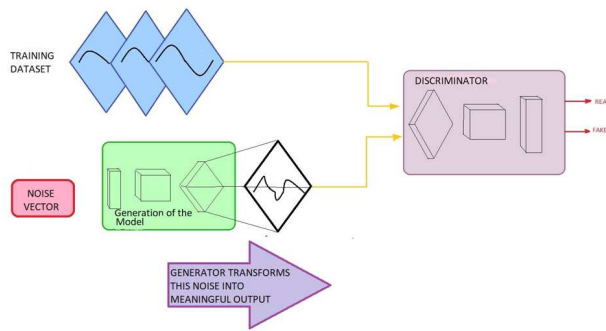 TRAINING
DATASET
DISCRIMINATOR
REA
FAKE
NOISE
VECTOR
Generation of the
Model
GENERATOR TRANSFORMS
THIS NOISE INTO
MEANINGFUL OUTPUT